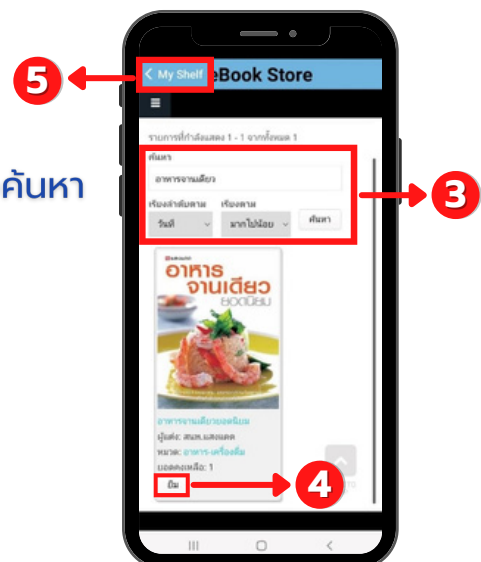 5
< My Shelf
eBook Store
รายการที่กำลังแสดง 1 - 1 จากทั้งหมด 1
ค้นหา
ค้นหา
อาหารจานเดียว
เรียงลำดับตาม
เรียงตาม
วันที่
มากไปน้อย
ค้นหา
3
แสงแดด
อาหาร
จานเดียว
ยอดนิยม
อาหารจานเดียวยอดนิยม
ผู้แต่ง: สนพ.แสงแดด
หมวด: อาหาร-เครื่องดื่ม
ยอดคงเหลือ: 1
ยืม
4